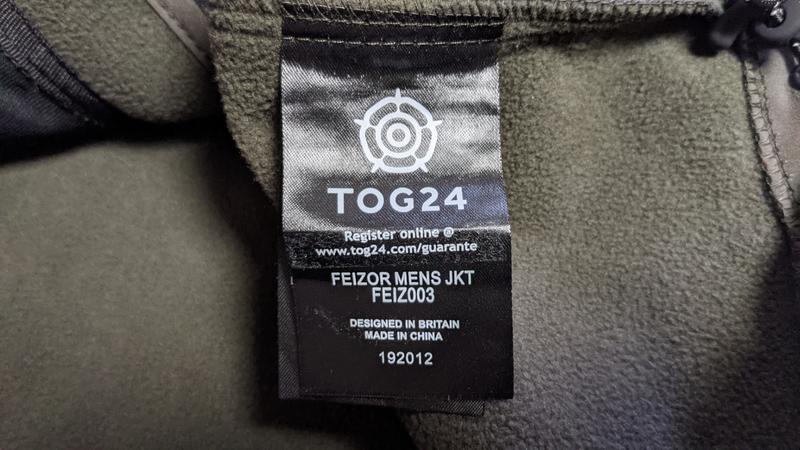 TOG24
Register online @
www.tog24.com/guarante
FEIZOR MENS JKT
FEIZ003
DESIGNED IN BRITAIN
MADE IN CHINA
192012